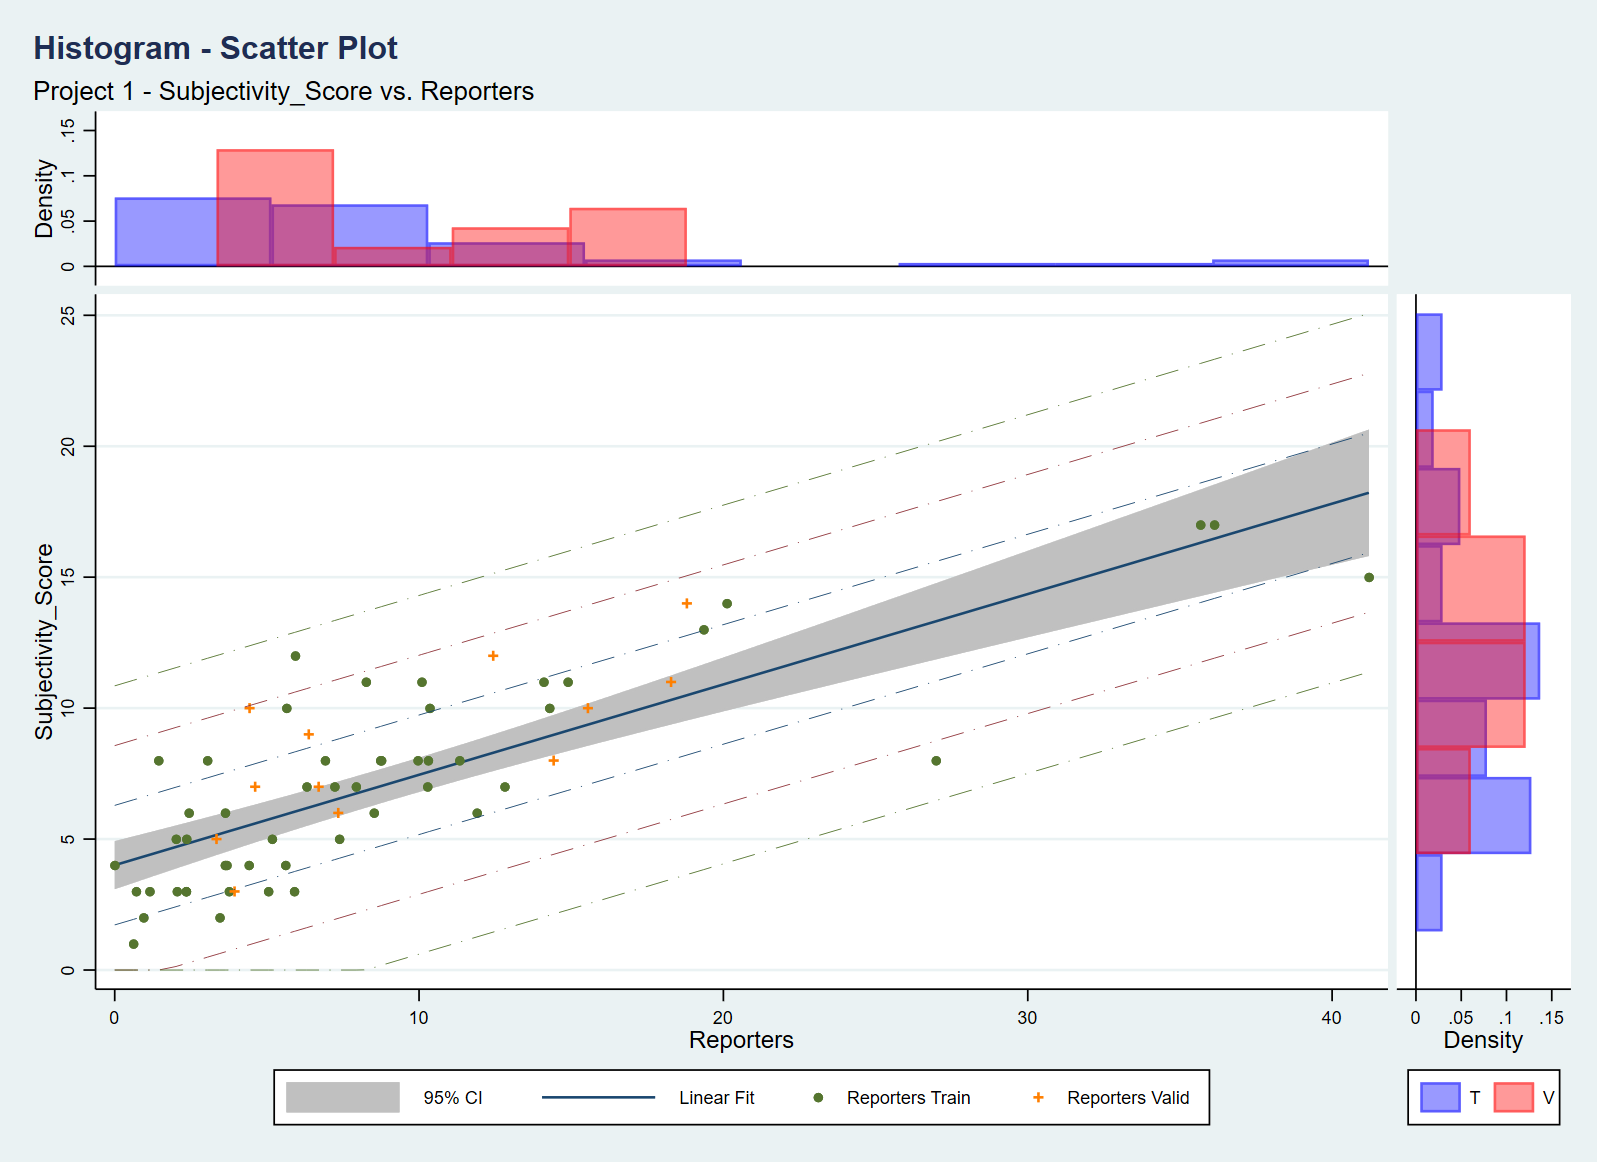 Histogram - Scatter Plot
Project 1 - Subjectivity_Score vs. Reporters
Density
0 .05 .1 .15
Subjectivity_Score
0 5 10 15 20 25
0 10 20 30 40
Reporters
0 .05 .1 .15
Density
95% CI Linear Fit Reporters Train Reporters Valid
T V